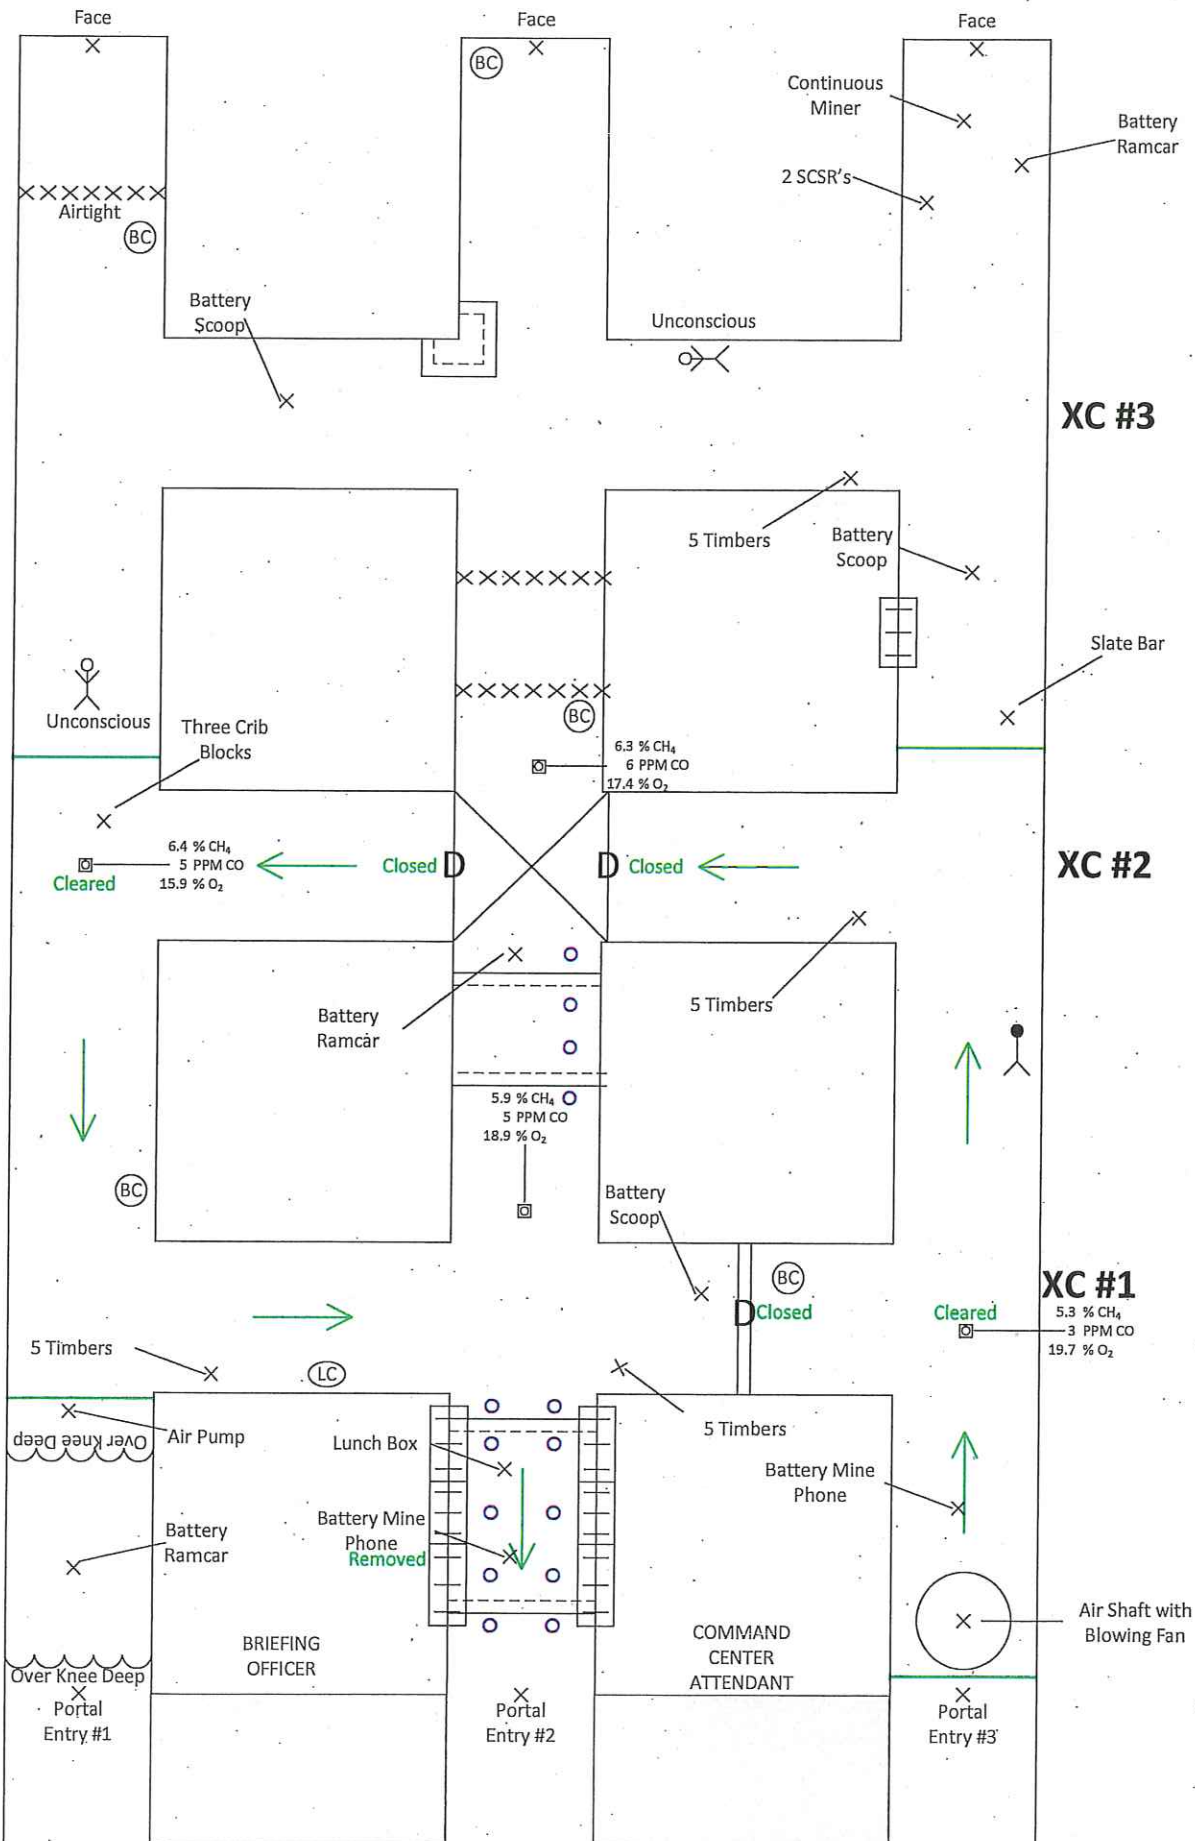 Face
Face
Face
BC
Continuous
Miner
Battery
Ramcar
2 SCSR's
Airtight
BC
Battery
Scoop
Unconscious
XC #3
5 Timbers
Battery
Scoop
Slate Bar
Unconscious
Three Crib
Blocks
BC
6.3 % CH₄
6 PPM CO
17.4 % O₂
6.4 % CH₄
5 PPM CO
15.9 % O₂
Cleared
Closed D
D Closed
XC #2
Battery
Ramcar
5 Timbers
5.9 % CH₄
5 PPM CO
18.9 % O₂
BC
Battery
Scoop
BC
D Closed
XC #1
Cleared
5.3 % CH₄
3 PPM CO
19.7 % O₂
5 Timbers
LC
Air Pump
Over Knee Deep
Lunch Box
5 Timbers
Battery Mine
Phone
Battery Mine
Phone
Removed
Battery
Ramcar
Air Shaft with
Blowing Fan
BRIEFING
OFFICER
COMMAND
CENTER
ATTENDANT
Over Knee Deep
Portal
Entry #1
Portal
Entry #2
Portal
Entry #3